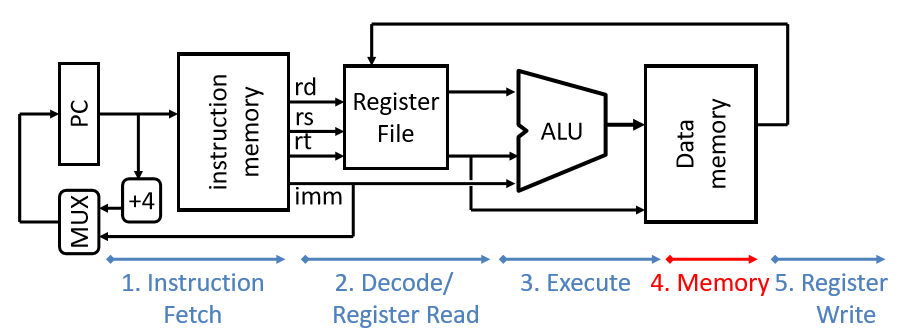 PC
+4
MUX
instruction
memory
rd
rs
rt
imm
Register
File
ALU
Data
memory
1. Instruction
Fetch
2. Decode/
Register Read
3. Execute
4. Memory
5. Register
Write